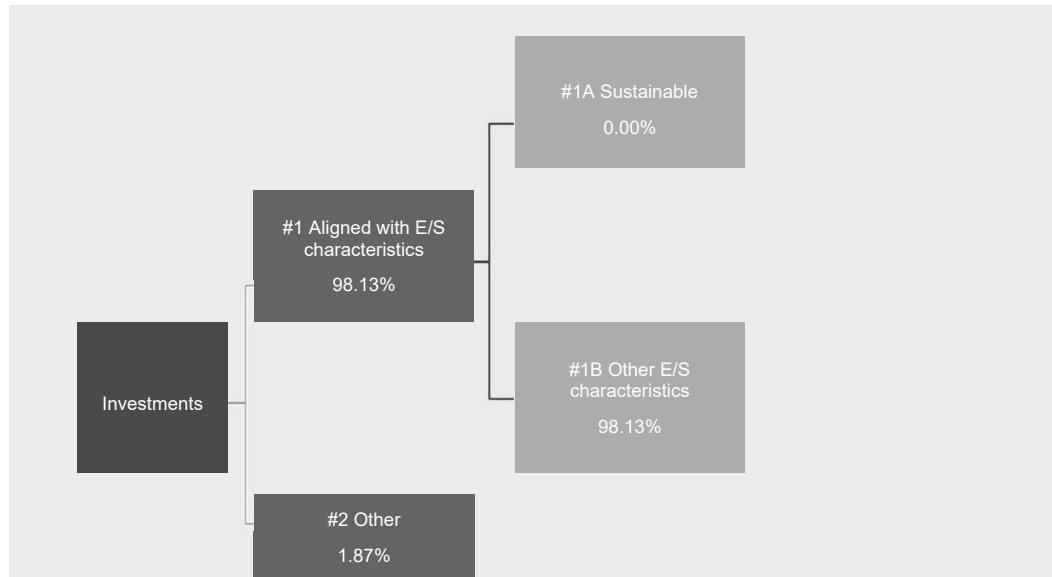 #1A Sustainable
0.00%
#1 Aligned with E/S
characteristics
98.13%
#1B Other E/S
characteristics
98.13%
Investments
#2 Other
1.87%